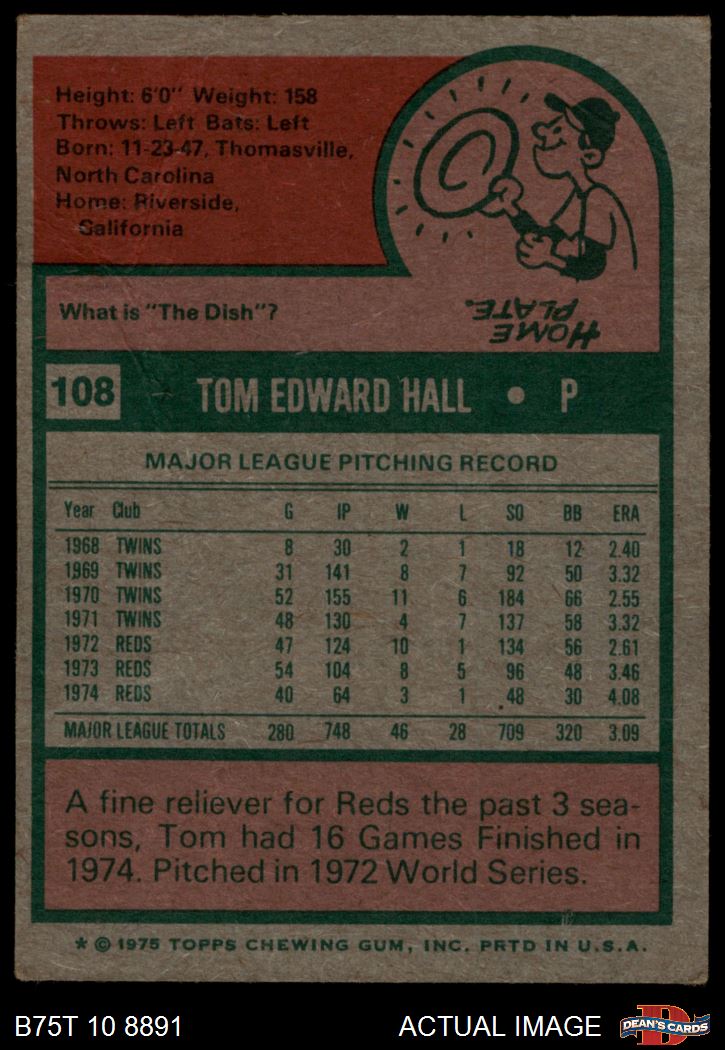 Height: 6'0" Weight: 158
Throws: Left Bats: Left
Born: 11-23-47, Thomasville,
North Carolina
Home: Riverside,
California
What is "The Dish"?
HOME
PLATE.
108 TOM EDWARD HALL • P
MAJOR LEAGUE PITCHING RECORD
Year Club G IP W L SO BB ERA
1968 TWINS 8 30 2 1 18 12 2.40
1969 TWINS 31 141 8 7 92 50 3.32
1970 TWINS 52 155 11 6 184 66 2.55
1971 TWINS 48 130 4 7 137 58 3.32
1972 REDS 47 124 10 1 134 56 2.61
1973 REDS 54 104 8 5 96 48 3.46
1974 REDS 40 64 3 1 48 30 4.08
MAJOR LEAGUE TOTALS 280 748 46 28 709 320 3.09
A fine reliever for Reds the past 3 sea-
sons, Tom had 16 Games Finished in
1974. Pitched in 1972 World Series.
* © 1975 TOPPS CHEWING GUM, INC. PRTD IN U.S.A.
B75T 10 8891 ACTUAL IMAGE D DEAN'S CARDS